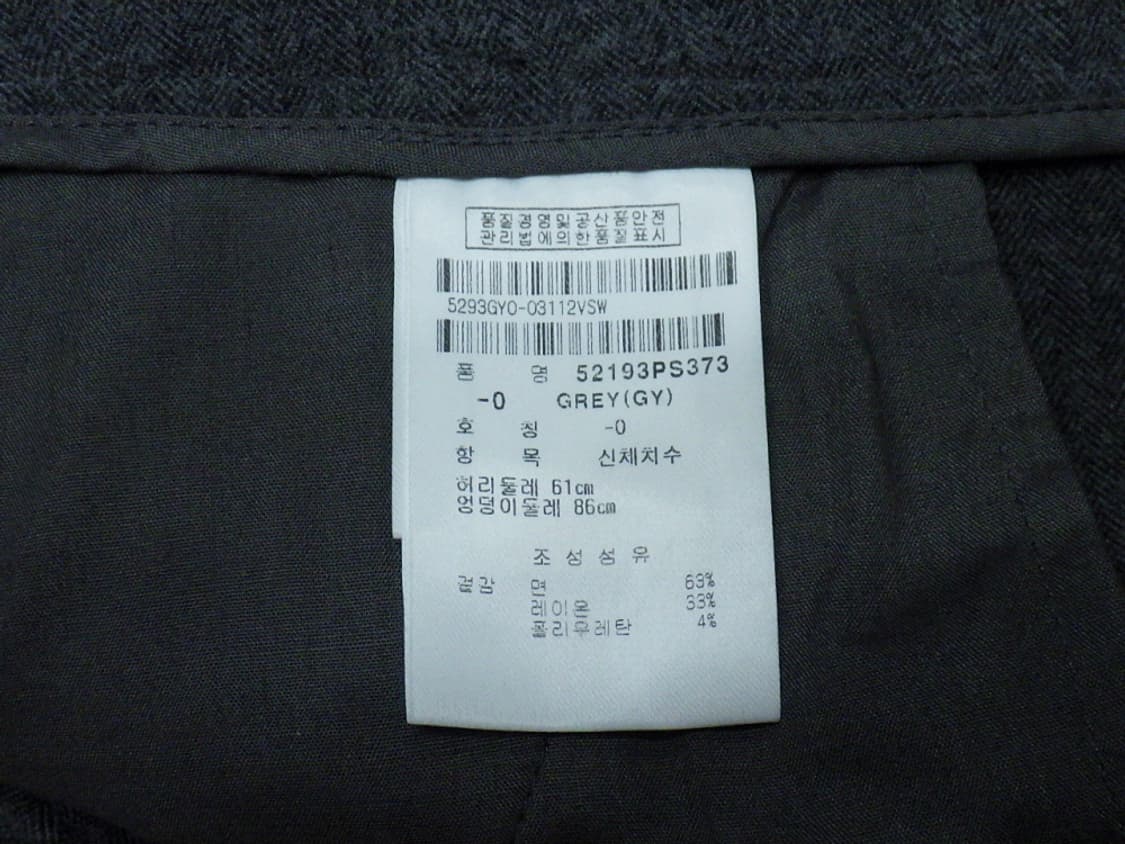 품질경영및공산품안전
관리법에의한품질표시
5293GY0-03112VSW
품 명 52193PS373
-0 GREY(GY)
호 칭 -0
항 목 신체치수
허리둘레 61cm
엉덩이둘레 86cm
조 성 섬 유
겉감 면 63%
레이온 33%
폴리우레탄 4%